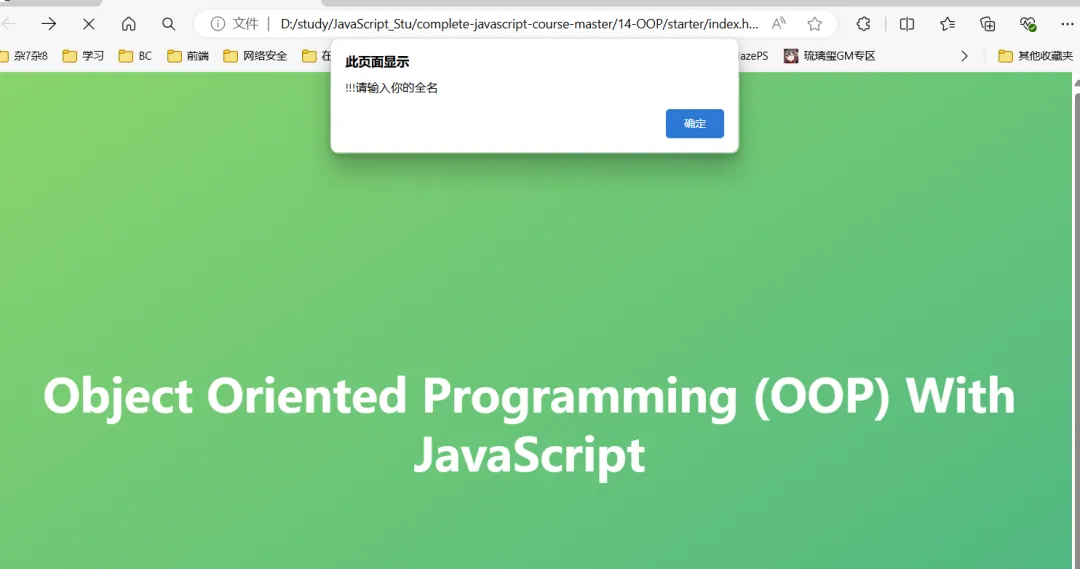 文件 | D:/study/JavaScript_Stu/complete-javascript-course-master/14-OOP/starter/index.h... A
杂7杂8 学习 BC 前端 网络安全 在 lazePS 琉璃玺GM专区 其他收藏夹
此页面显示
!!!请输入你的全名
确定
Object Oriented Programming (OOP) With
JavaScript